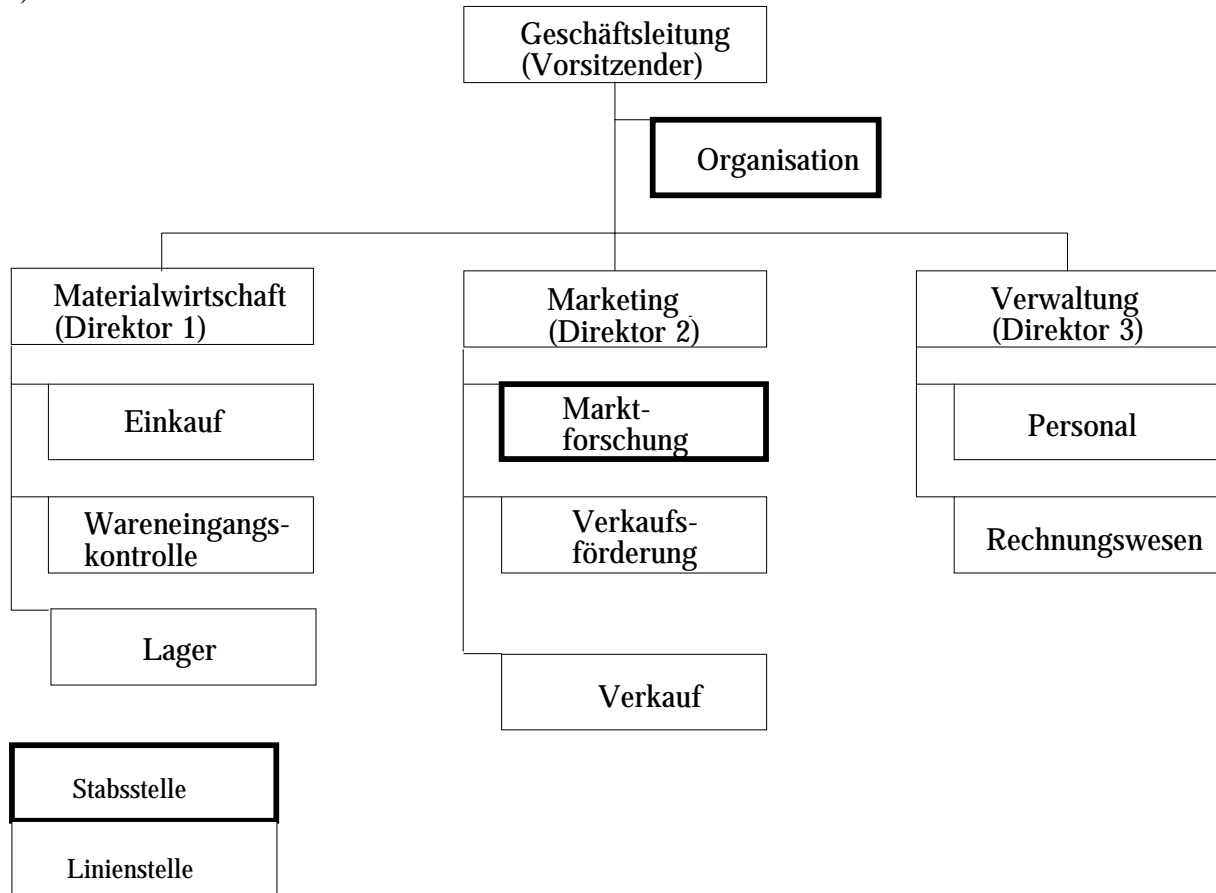 )
Geschäftsleitung
(Vorsitzender)
Organisation
Materialwirtschaft
(Direktor 1)
Marketing
(Direktor 2)
Verwaltung
(Direktor 3)
Einkauf
Markt-
forschung
Personal
Wareneingangs-
kontrolle
Verkaufs-
förderung
Rechnungswesen
Lager
Verkauf
Stabsstelle
Linienstelle